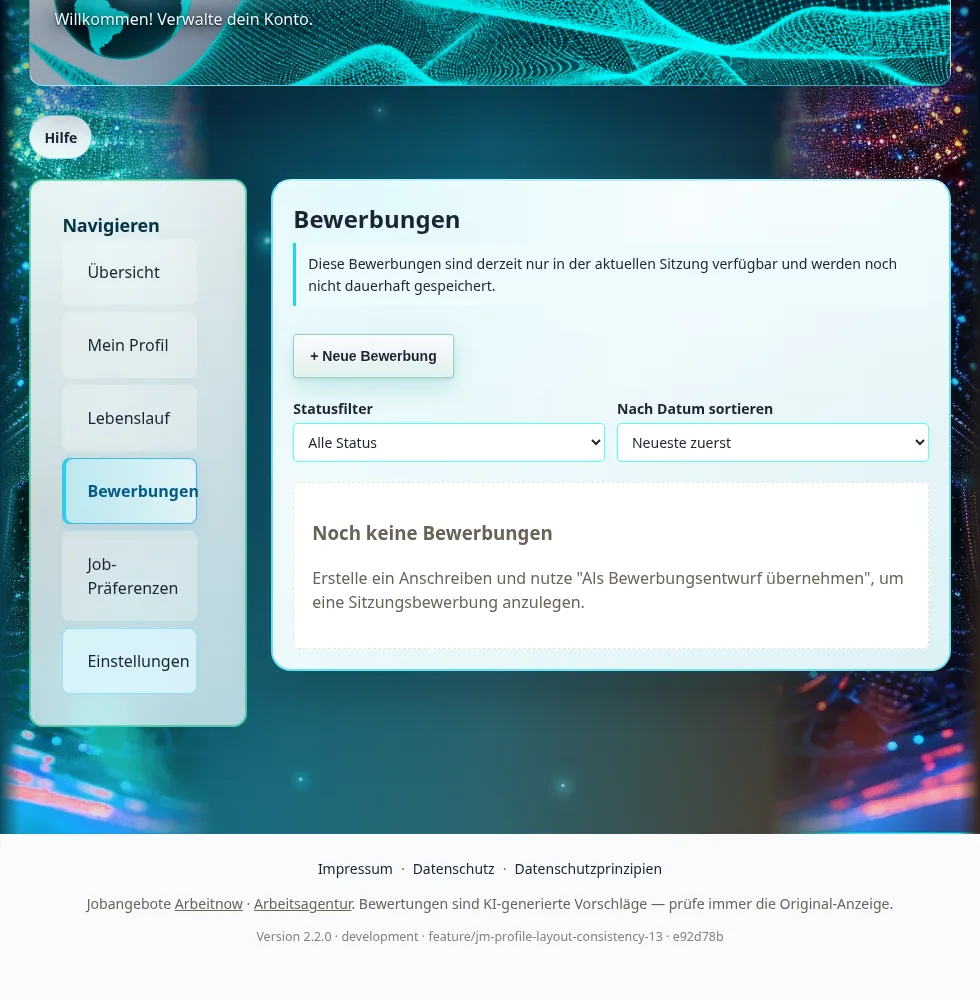 Willkommen! Verwalte dein Konto.
Hilfe
Navigieren
Übersicht
Mein Profil
Lebenslauf
Bewerbungen
Job-
Präferenzen
Einstellungen
Bewerbungen
Diese Bewerbungen sind derzeit nur in der aktuellen Sitzung verfügbar und werden noch
nicht dauerhaft gespeichert.
+ Neue Bewerbung
Statusfilter
Nach Datum sortieren
Alle Status
Neueste zuerst
Noch keine Bewerbungen
Erstelle ein Anschreiben und nutze "Als Bewerbungsentwurf übernehmen", um
eine Sitzungsbewerbung anzulegen.
Impressum · Datenschutz · Datenschutzprinzipien
Jobangebote Arbeitnow · Arbeitsagentur. Bewertungen sind KI-generierte Vorschläge — prüfe immer die Original-Anzeige.
Version 2.2.0 · development · feature/jm-profile-layout-consistency-13 · e92d78b